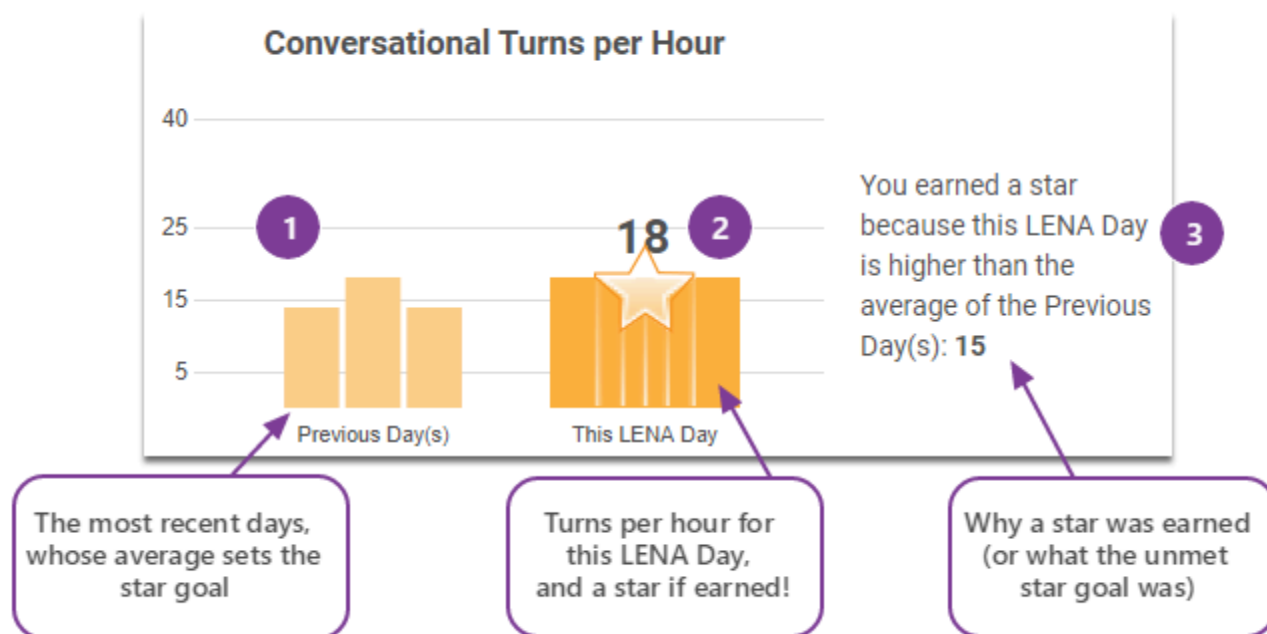 Conversational Turns per Hour
40
25
15
5
1
18
2
Previous Day(s)
This LENA Day
You earned a star
because this LENA Day
is higher than the
average of the Previous
Day(s): 15
3
The most recent days,
whose average sets the
star goal
Turns per hour for
this LENA Day,
and a star if earned!
Why a star was earned
(or what the unmet
star goal was)